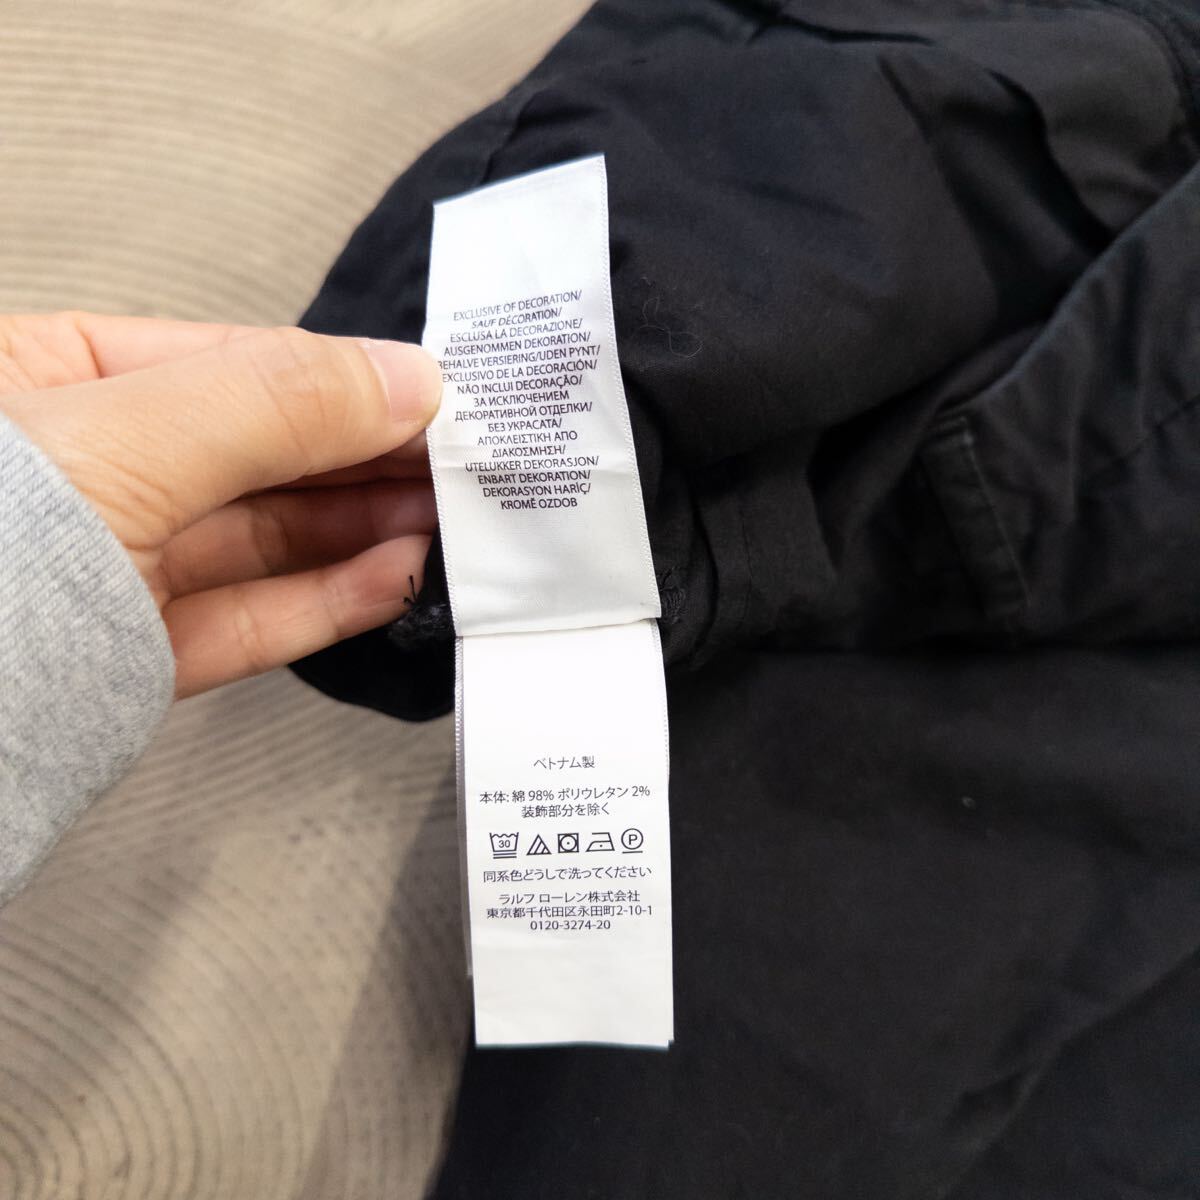 EXCLUSIVE OF DECORATION/
SAUF DÉCORATION/
ESCLUSA LA DECORAZIONE/
AUSGENOMMEN DEKORATION/
BEHALVE VERSIERING/UDEN PYNT/
EXCLUSIVO DE LA DECORACIÓN/
NÃO INCLUI DECORAÇÃO/
ЗА ИСКЛЮЧЕНИЕМ
ДЕКОРАТИВНОЙ ОТДЕЛКИ/
БЕЗ УКРАСАТА/
ΑΠΟΚΛΕΙΣΤΙΚΗ ΑΠΟ
ΔΙΑΚΟΣΜΗΣΗ/
UTELUKKER DEKORASJON/
ENBART DEKORATION/
DEKORASYON HARİÇ/
KROMĚ OZDOB
ベトナム製
本体: 綿 98% ポリウレタン 2%
装飾部分を除く
30 P
同系色どうしで洗ってください
ラルフ ローレン株式会社
東京都千代田区永田町2-10-1
0120-3274-20